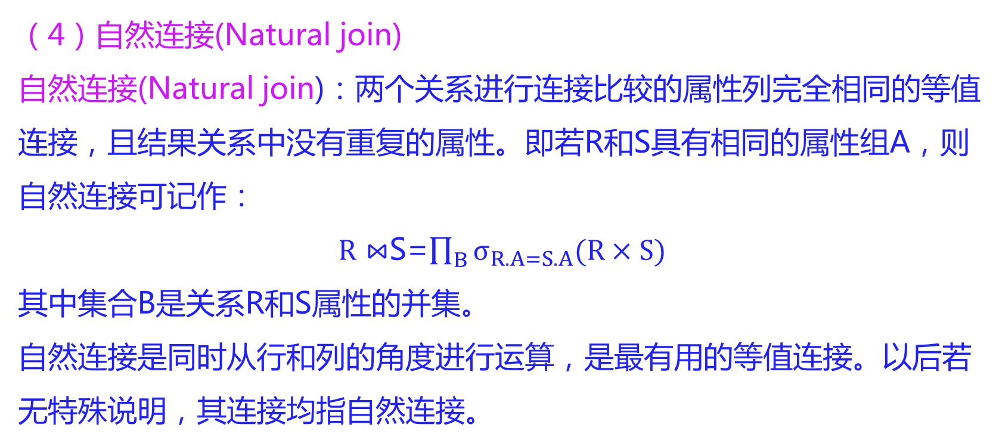 （4）自然连接(Natural join)
自然连接(Natural join)：两个关系进行连接比较的属性列完全相同的等值
连接，且结果关系中没有重复的属性。即若R和S具有相同的属性组A，则
自然连接可记作：
R ⋈S=∏_B σ_R.A=S.A(R × S)
其中集合B是关系R和S属性的并集。
自然连接是同时从行和列的角度进行运算，是最有用的等值连接。以后若
无特殊说明，其连接均指自然连接。